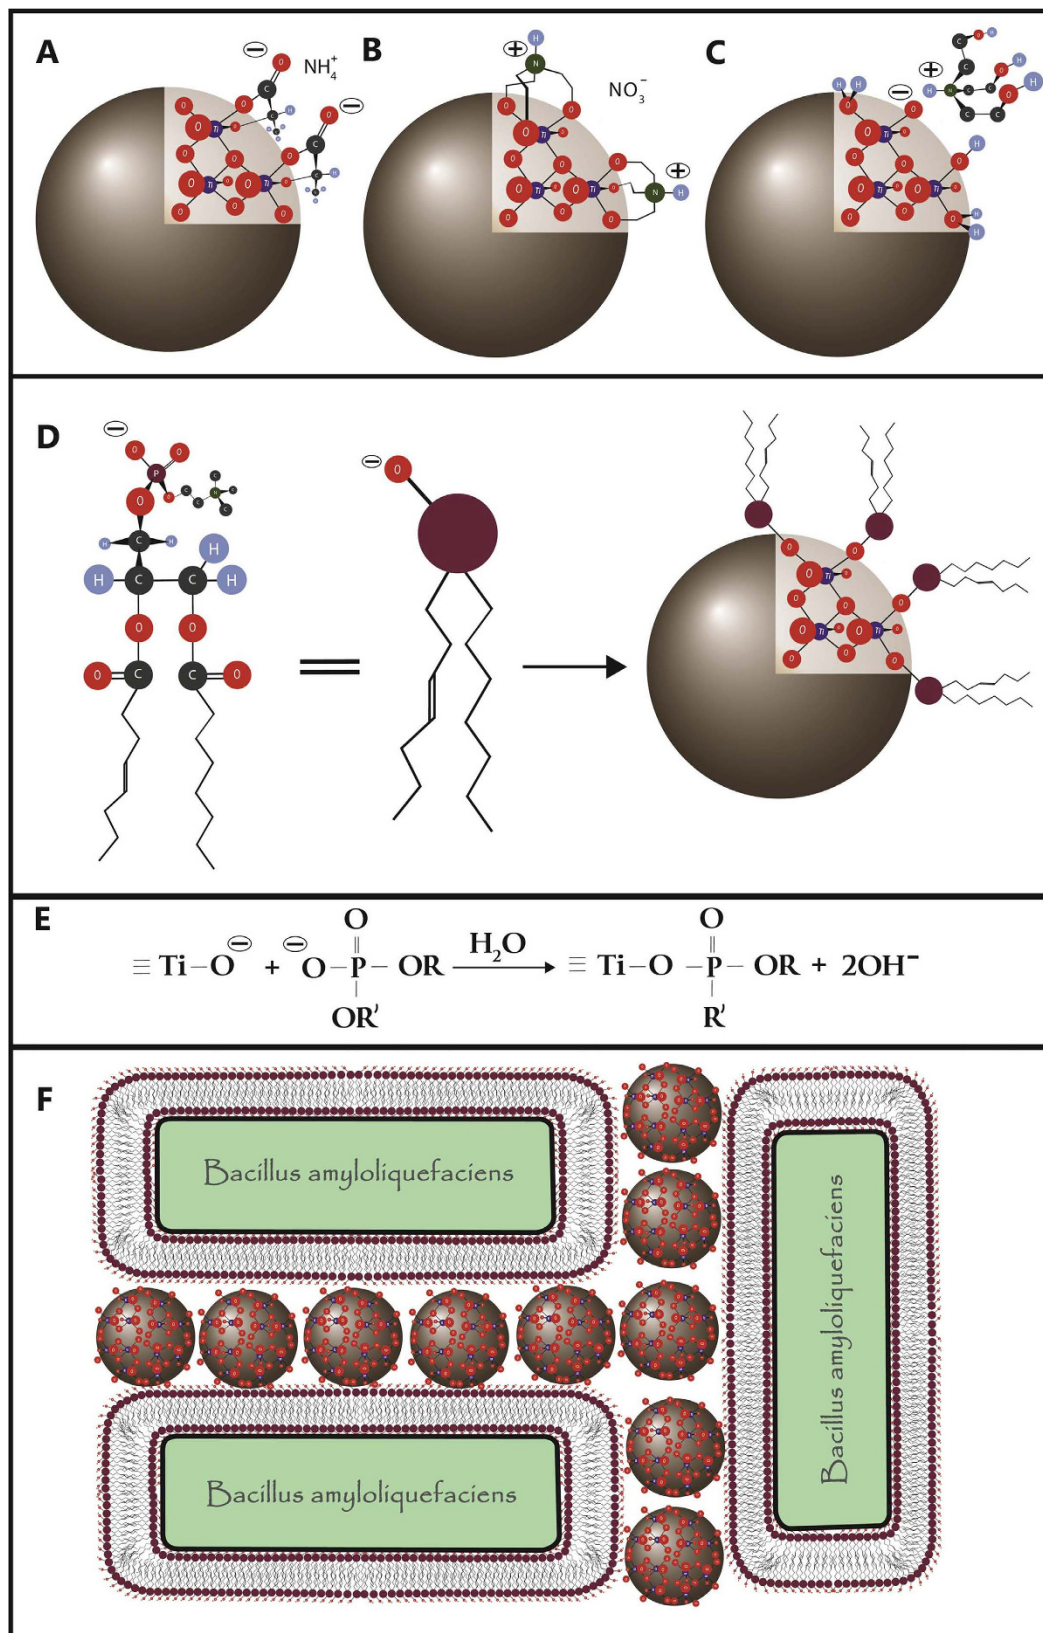 A
NH₄⁺
B
NO₃⁻
C
D
E
O
≡ Ti–O⊖ + ⊖O–P–OR H₂O ≡ Ti–O P–OR + 2OH⁻
OR'
O
R'
F
Bacillus amyloliquefaciens
Bacillus amyloliquefaciens
Bacillus amyloliquefaciens